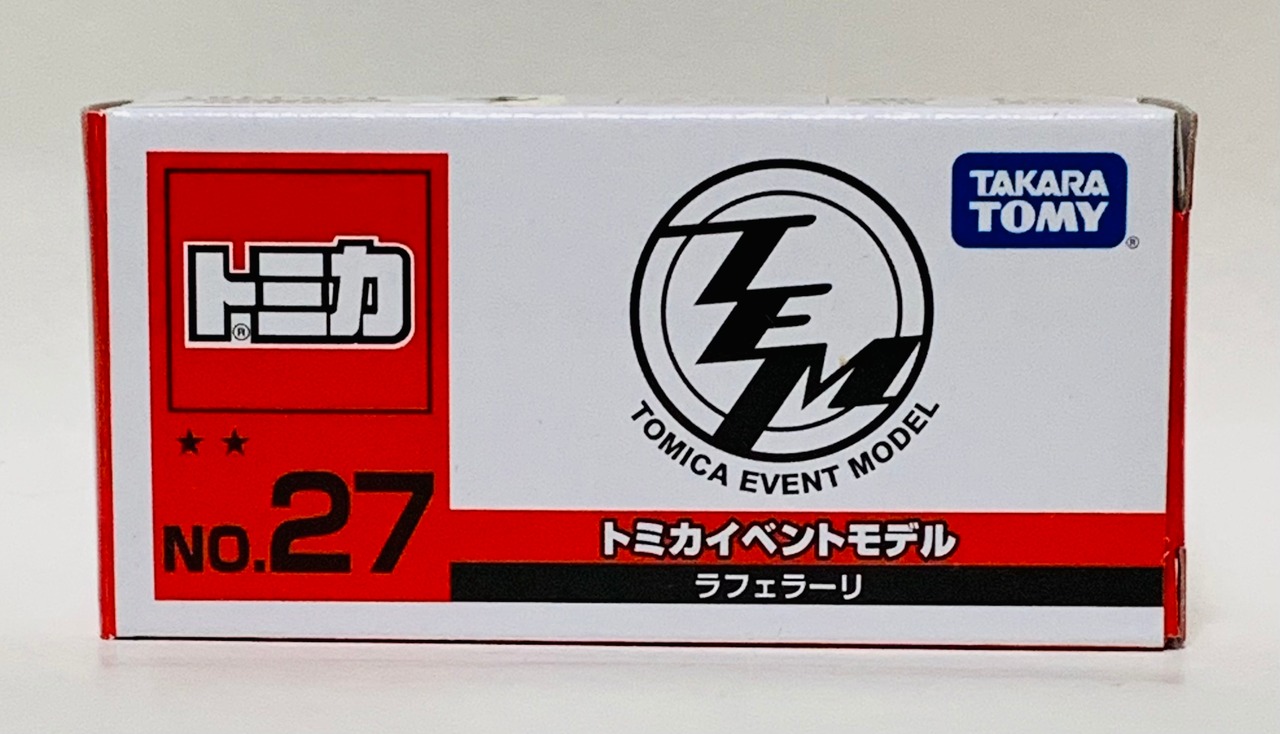 トミカ®
★★
NO.27
TEM
TOMICA EVENT MODEL
TAKARA
TOMY®
トミカイベントモデル
ラフェラーリ